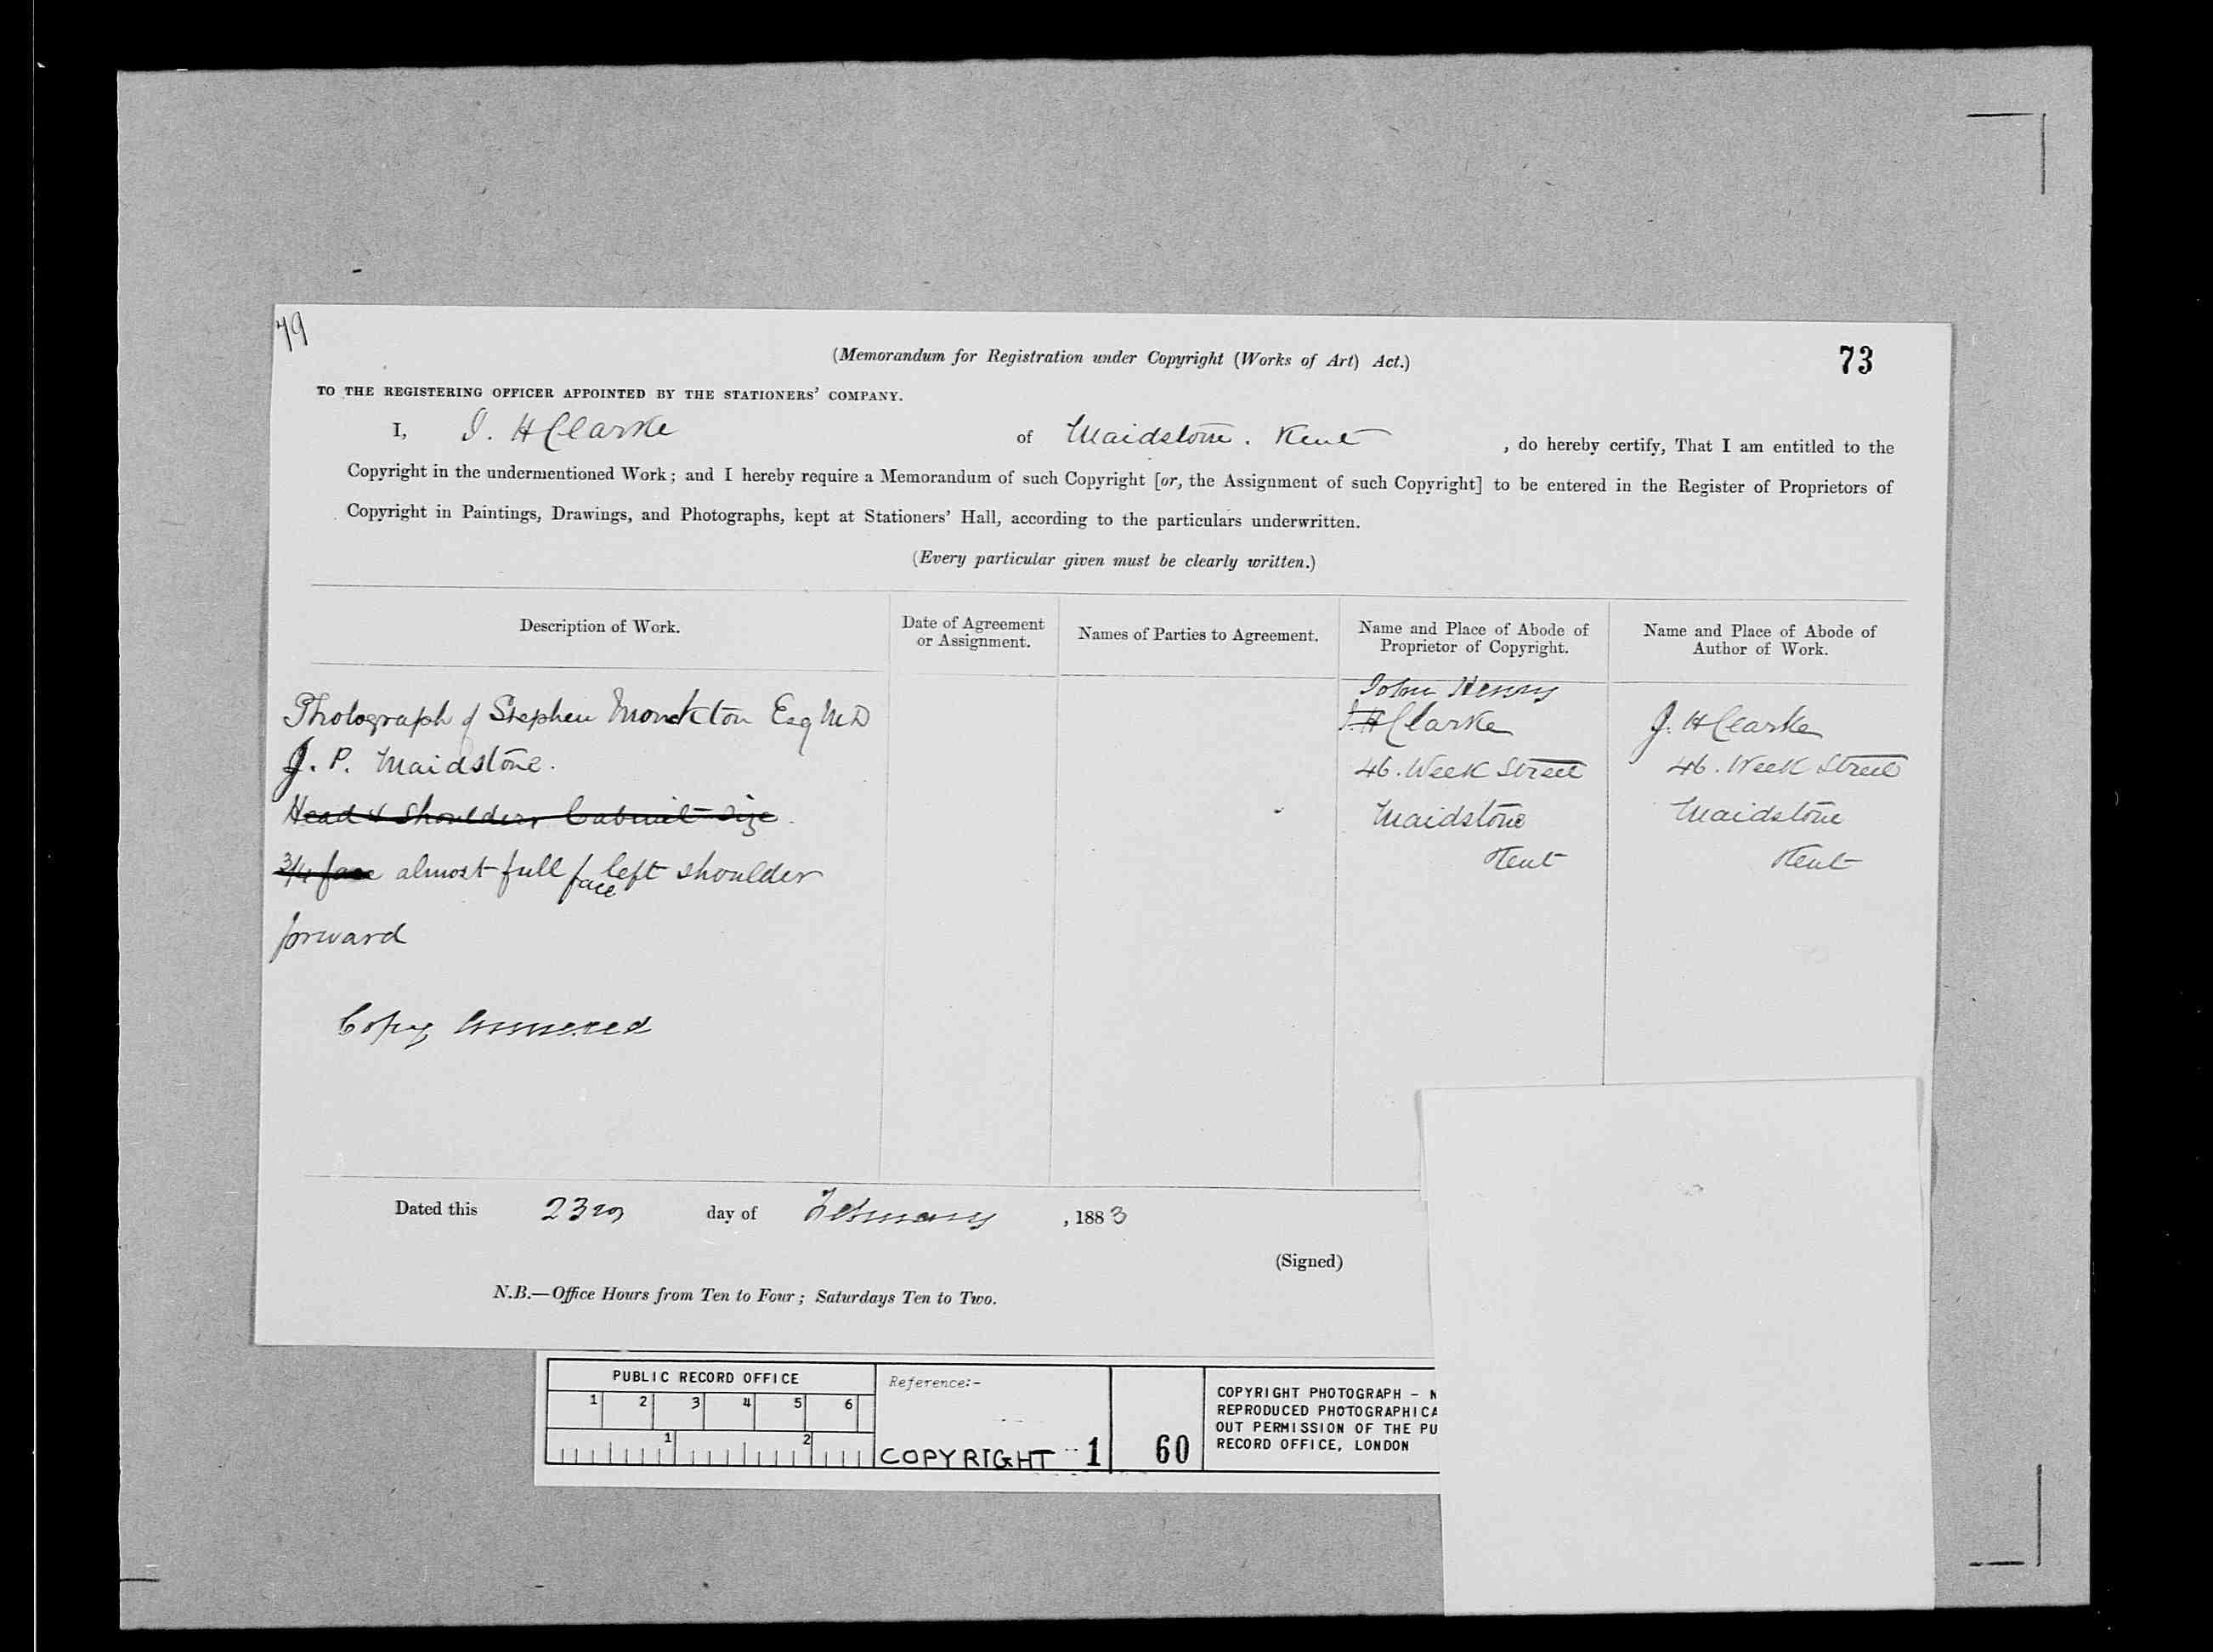 79
73
(Memorandum for Registration under Copyright (Works of Art) Act.)
TO THE REGISTERING OFFICER APPOINTED BY THE STATIONERS' COMPANY.
I, J. H Clarke of Maidstone. Kent , do hereby certify, That I am entitled to the
Copyright in the undermentioned Work; and I hereby require a Memorandum of such Copyright [or, the Assignment of such Copyright] to be entered in the Register of Proprietors of
Copyright in Paintings, Drawings, and Photographs, kept at Stationers' Hall, according to the particulars underwritten.
(Every particular given must be clearly written.)
Description of Work.
Date of Agreement
or Assignment.
Names of Parties to Agreement.
Name and Place of Abode of
Proprietor of Copyright.
Name and Place of Abode of
Author of Work.
Photograph of Stephen Monckton Esq M D
J. P. Maidstone.
Head & Shoulders Cabinet size.
3/4 face almost full face left shoulder
forward
Copy Annexed
John Henry
J. H Clarke
46. Week Street
Maidstone
Kent
J. H Clarke
46. Week Street
Maidstone
Kent
Dated this 23rd day of February , 1883
(Signed)
N.B.—Office Hours from Ten to Four; Saturdays Ten to Two.
PUBLIC RECORD OFFICE
1 2 3 4 5 6
1 2
Reference:-
COPYRIGHT 1 60
COPYRIGHT PHOTOGRAPH - N
REPRODUCED PHOTOGRAPHICA
OUT PERMISSION OF THE PU
RECORD OFFICE, LONDON